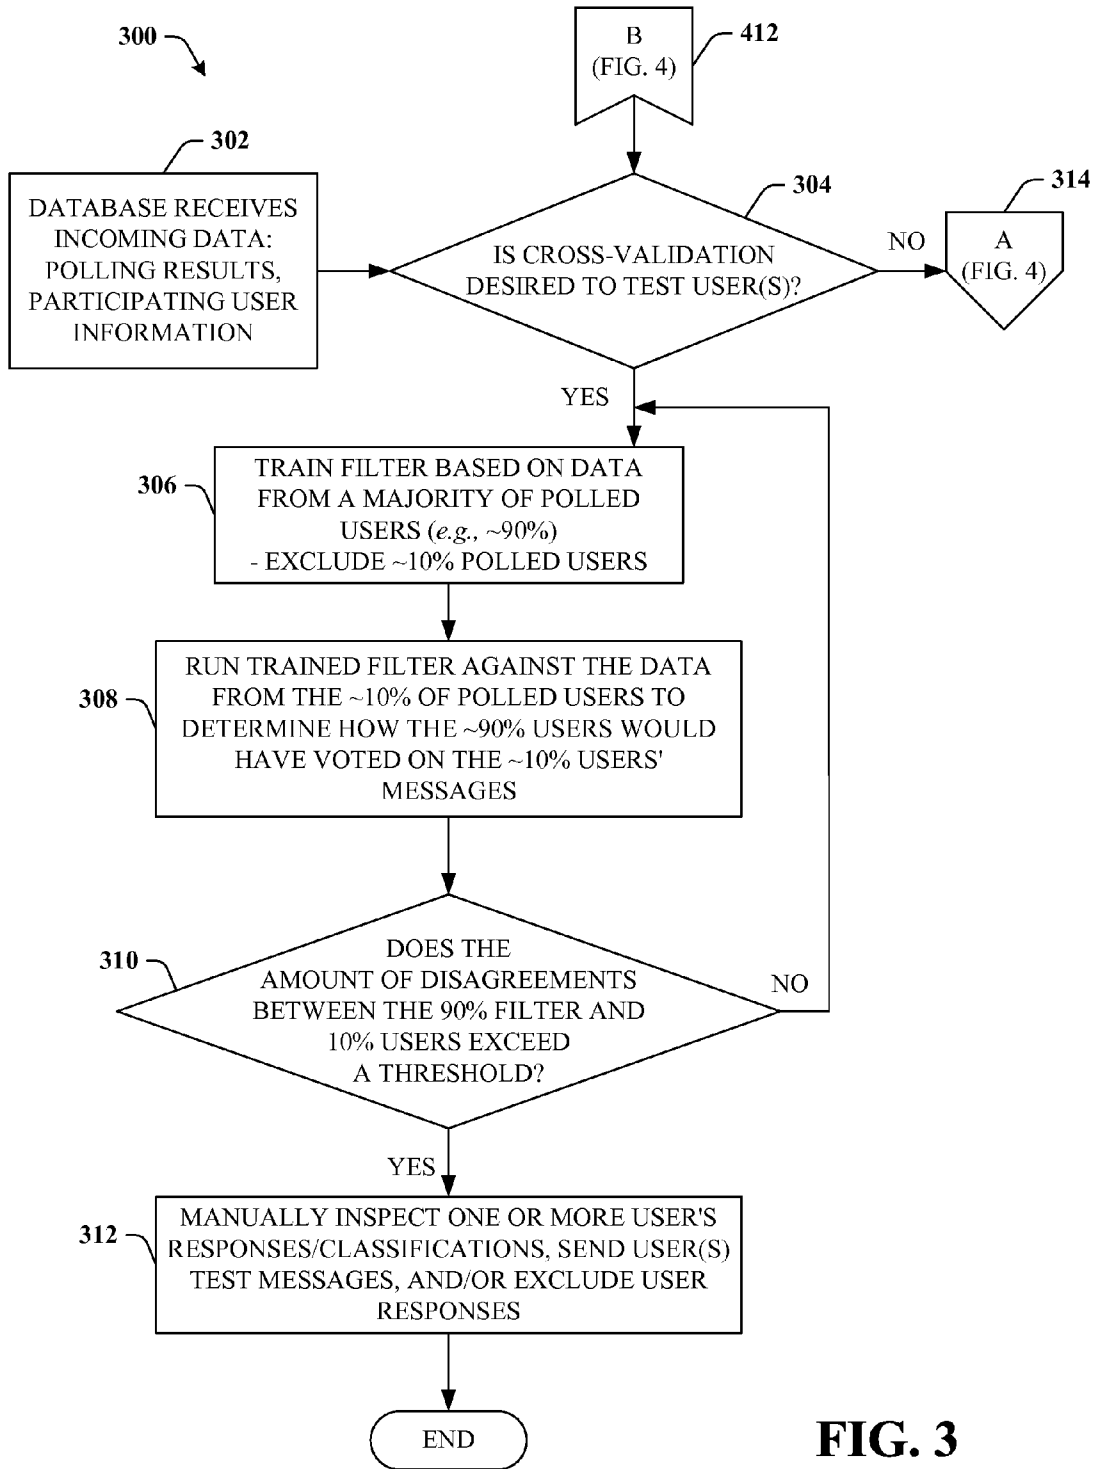 300
B
(FIG. 4)
412
302
DATABASE RECEIVES
INCOMING DATA:
POLLING RESULTS,
PARTICIPATING USER
INFORMATION
304
IS CROSS-VALIDATION
DESIRED TO TEST USER(S)?
NO
314
A
(FIG. 4)
YES
306
TRAIN FILTER BASED ON DATA
FROM A MAJORITY OF POLLED
USERS (e.g., ~90%)
- EXCLUDE ~10% POLLED USERS
308
RUN TRAINED FILTER AGAINST THE DATA
FROM THE ~10% OF POLLED USERS TO
DETERMINE HOW THE ~90% USERS WOULD
HAVE VOTED ON THE ~10% USERS'
MESSAGES
310
DOES THE
AMOUNT OF DISAGREEMENTS
BETWEEN THE 90% FILTER AND
10% USERS EXCEED
A THRESHOLD?
NO
YES
312
MANUALLY INSPECT ONE OR MORE USER'S
RESPONSES/CLASSIFICATIONS, SEND USER(S)
TEST MESSAGES, AND/OR EXCLUDE USER
RESPONSES
END
FIG. 3